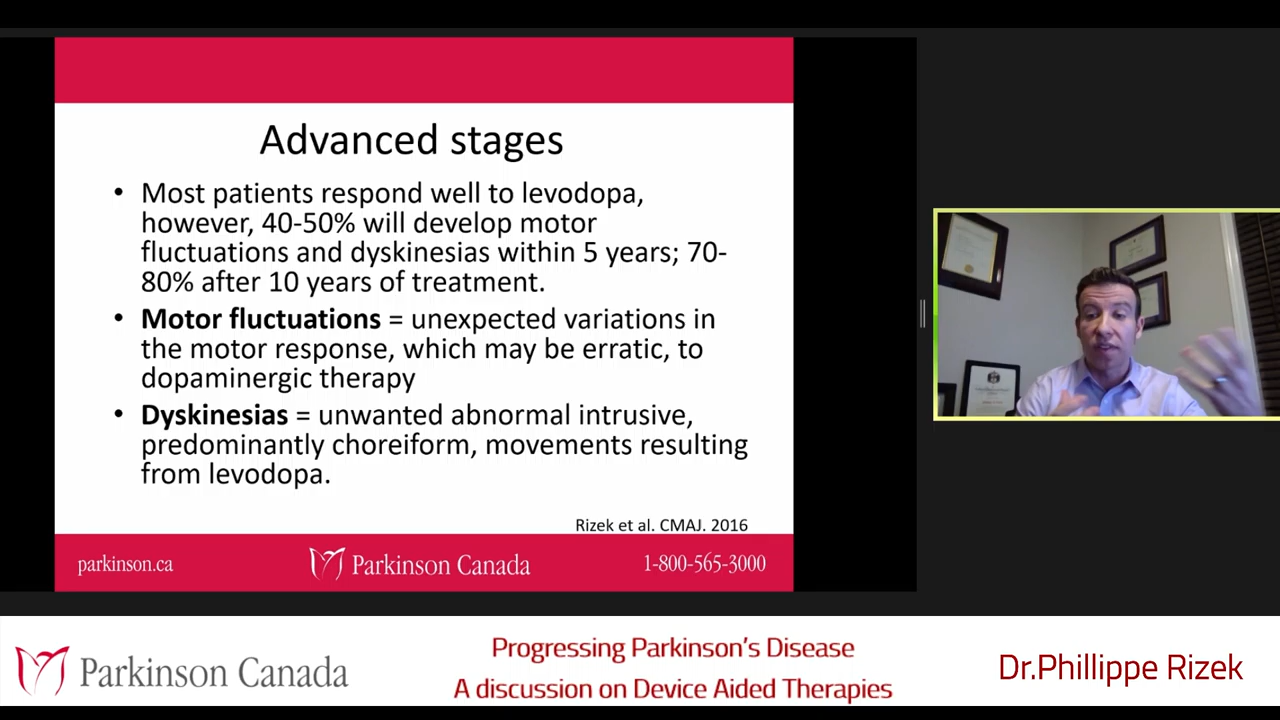 Advanced stages
• Most patients respond well to levodopa,
however, 40-50% will develop motor
fluctuations and dyskinesias within 5 years; 70-
80% after 10 years of treatment.
• Motor fluctuations = unexpected variations in
the motor response, which may be erratic, to
dopaminergic therapy
• Dyskinesias = unwanted abnormal intrusive,
predominantly choreiform, movements resulting
from levodopa.
Rizek et al. CMAJ. 2016
parkinson.ca
Parkinson Canada
1-800-565-3000
Parkinson Canada
Progressing Parkinson's Disease
A discussion on Device Aided Therapies
Dr.Phillippe Rizek